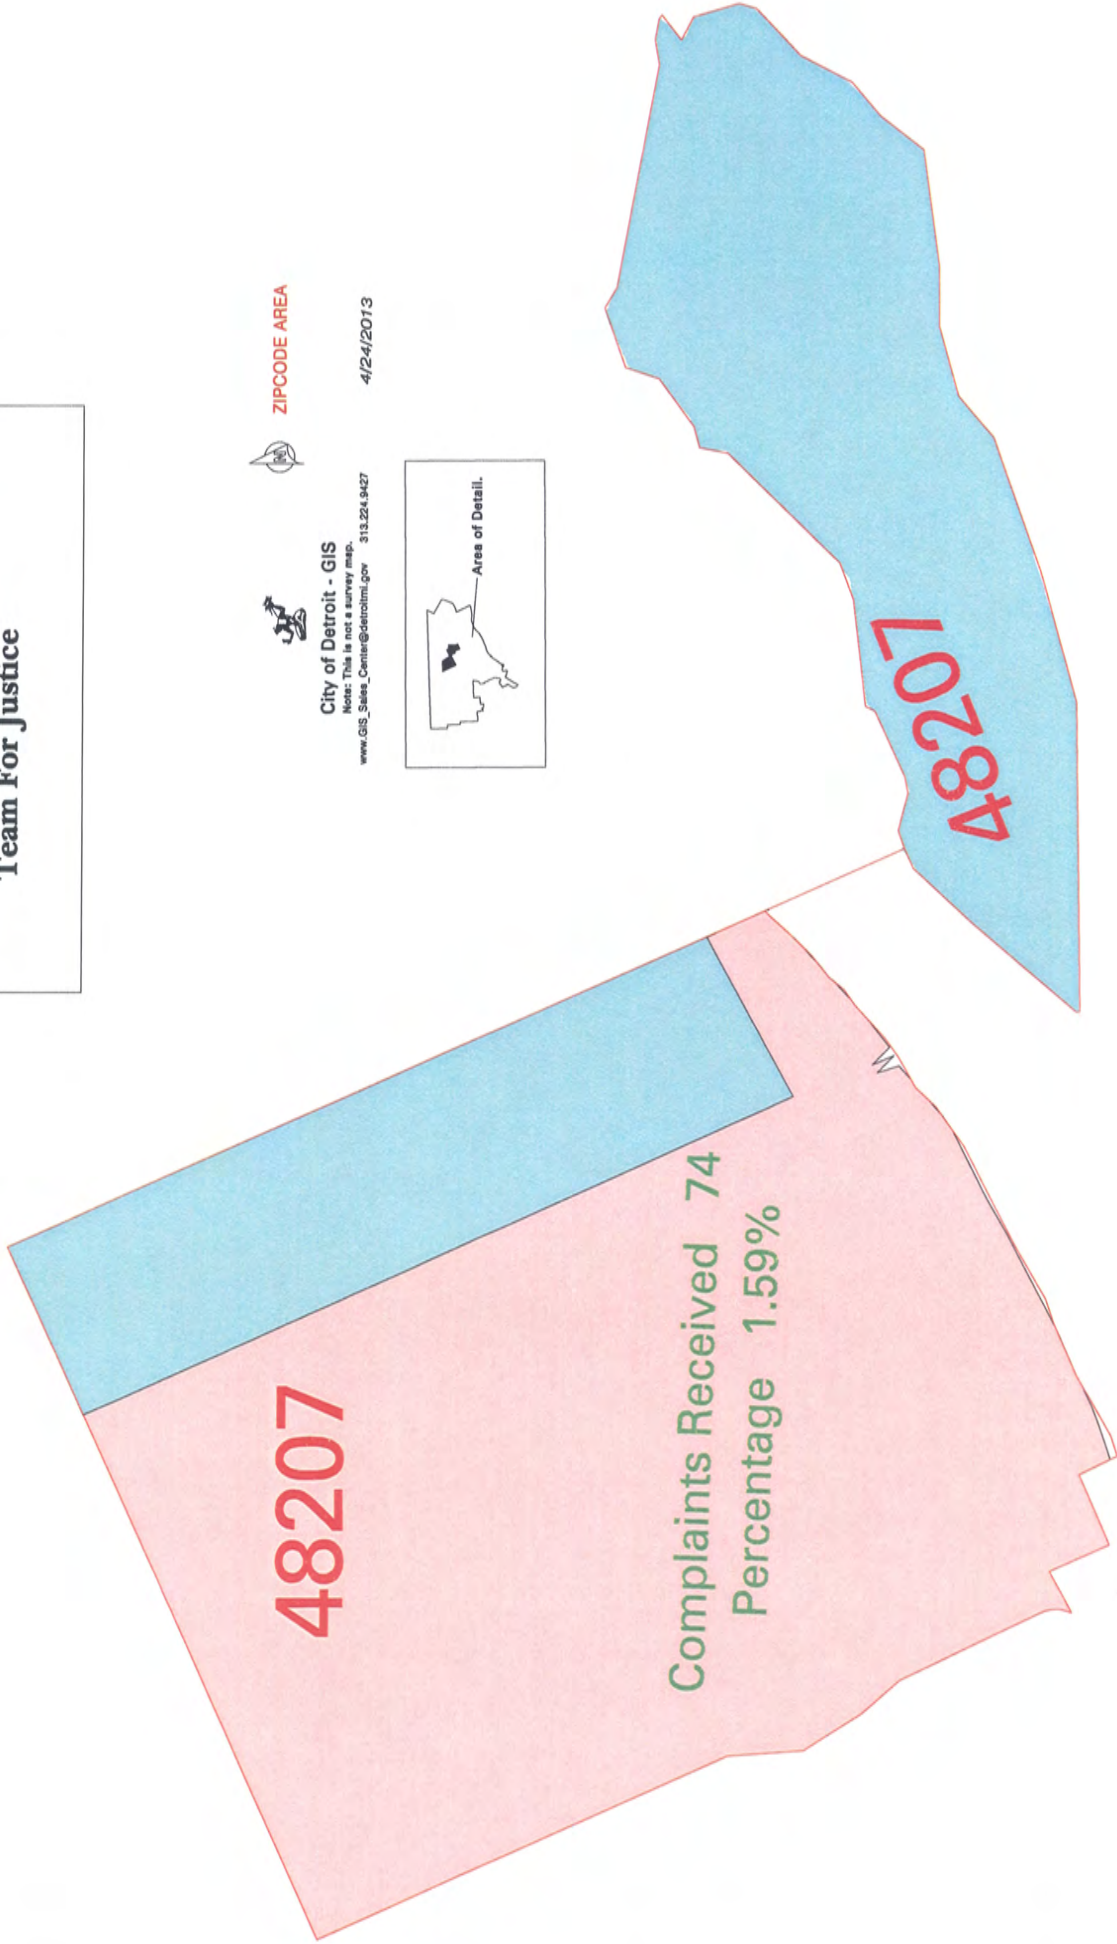 Team For Justice
ZIPCODE AREA
N
City of Detroit - GIS
Note: This is not a survey map.
www.GIS_Sales_Center@detroitmi.gov 313.224.9427
4/24/2013
Area of Detail.
48207
48207
Complaints Received 74
Percentage 1.59%